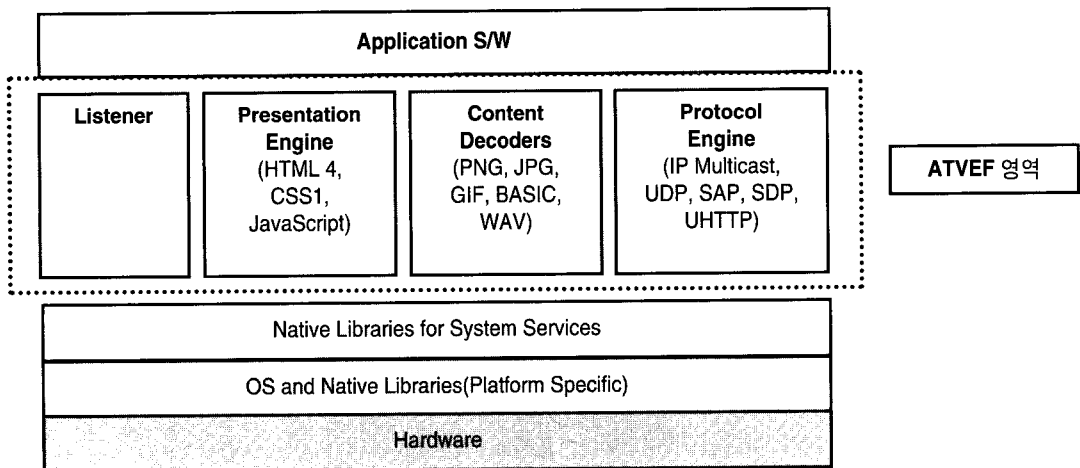 Application S/W
Listener
Presentation
Engine
(HTML 4,
CSS1,
JavaScript)
Content
Decoders
(PNG, JPG,
GIF, BASIC,
WAV)
Protocol
Engine
(IP Multicast,
UDP, SAP, SDP,
UHTTP)
ATVEF 영역
Native Libraries for System Services
OS and Native Libraries(Platform Specific)
Hardware